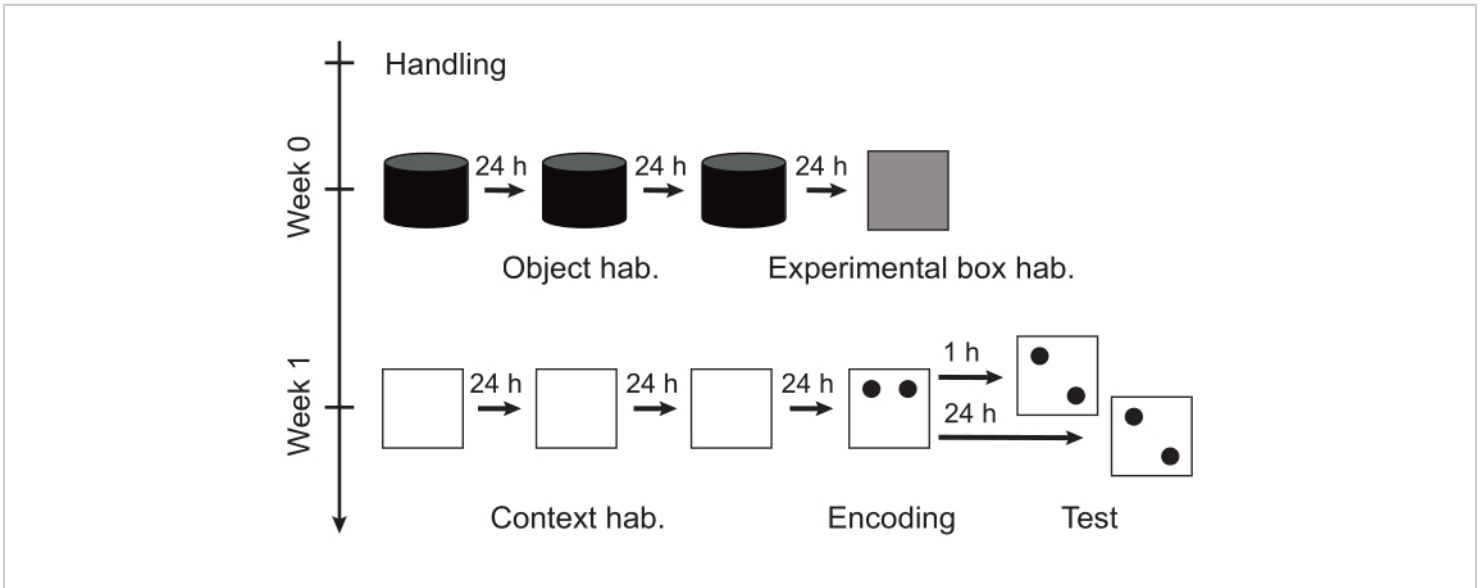 Handling
Week 0
24 h
24 h
24 h
Object hab.
Experimental box hab.
Week 1
24 h
24 h
24 h
1 h
24 h
Context hab.
Encoding
Test